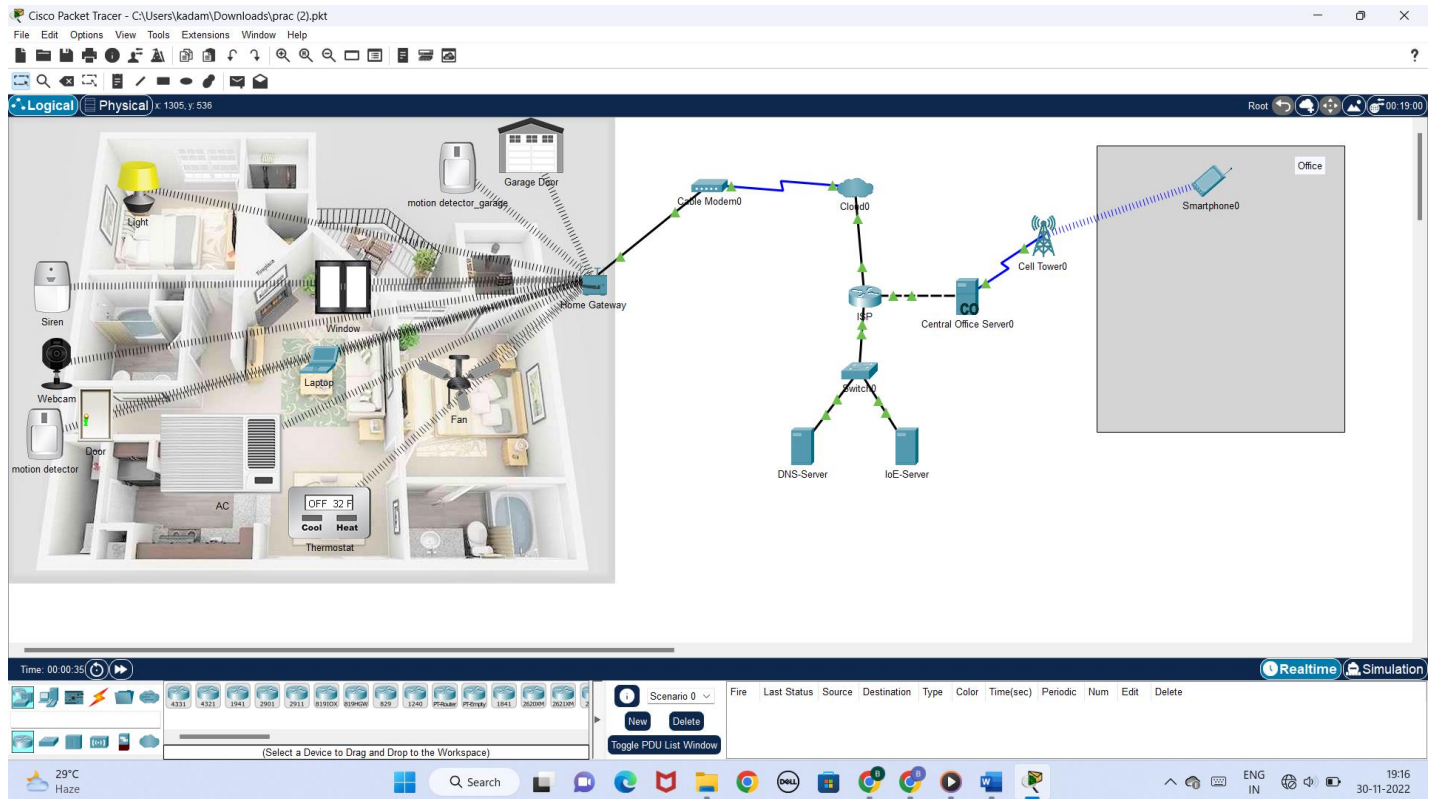 Cisco Packet Tracer - C:\Users\kadam\Downloads\prac (2).pkt
File Edit Options View Tools Extensions Window Help
?
Logical Physical x: 1305, y: 536 Root 00:19:00
Garage Door
motion detector_garage
Light
Siren
Window
Home Gateway
Webcam
Laptop
Fan
Door
motion detector
AC
OFF 32 F
Cool Heat
Thermostat
Cable Modem0
Cloud0
ISP
Central Office Server0
Cell Tower0
CO
Switch0
DNS-Server
IoE-Server
Office
Smartphone0
Time: 00:00:35 Realtime Simulation
4331 4321 1941 2901 2911 819IOX 819HGW 829 1240 PT-Router PT-Empty 1841 2620XM 2621XM
(Select a Device to Drag and Drop to the Workspace)
Scenario 0
New Delete
Toggle PDU List Window
Fire Last Status Source Destination Type Color Time(sec) Periodic Num Edit Delete
29°C
Haze
Search
DELL
ENG
IN
19:16
30-11-2022